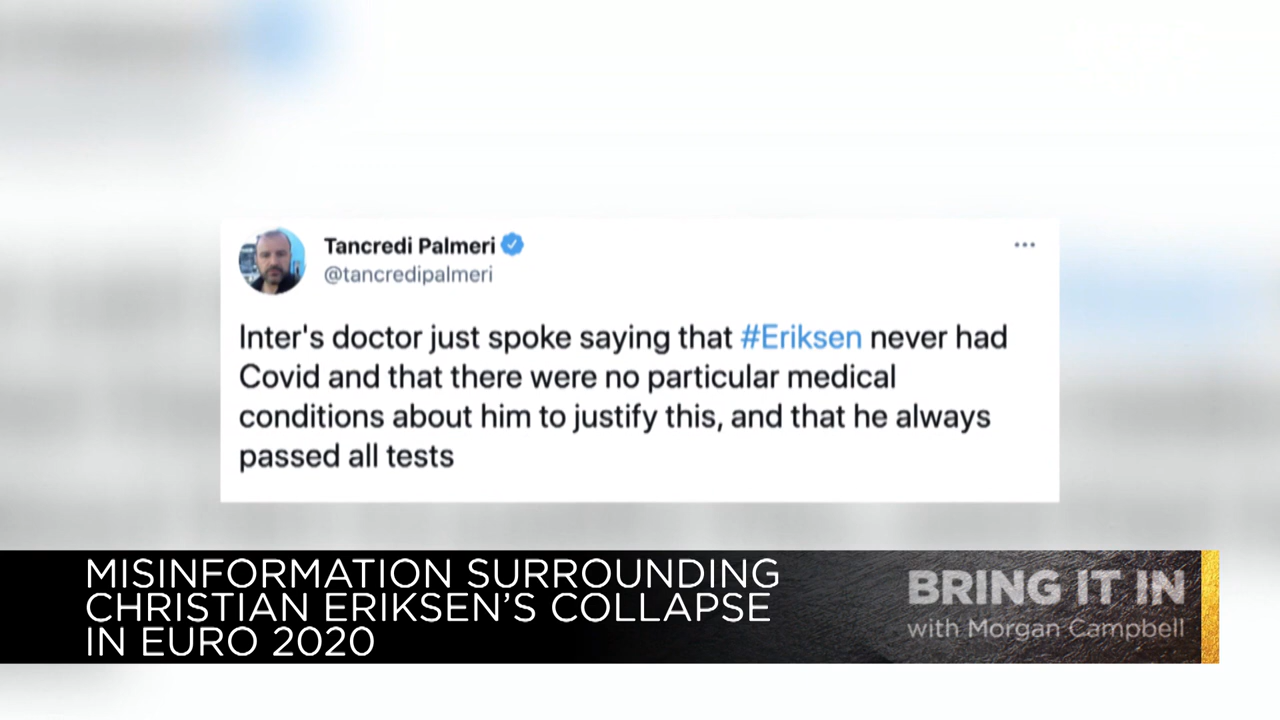 Tancredi Palmeri
@tancredipalmeri
...
Inter's doctor just spoke saying that #Eriksen never had
Covid and that there were no particular medical
conditions about him to justify this, and that he always
passed all tests
MISINFORMATION SURROUNDING
CHRISTIAN ERIKSEN'S COLLAPSE
IN EURO 2020
BRING IT IN
with Morgan Campbell